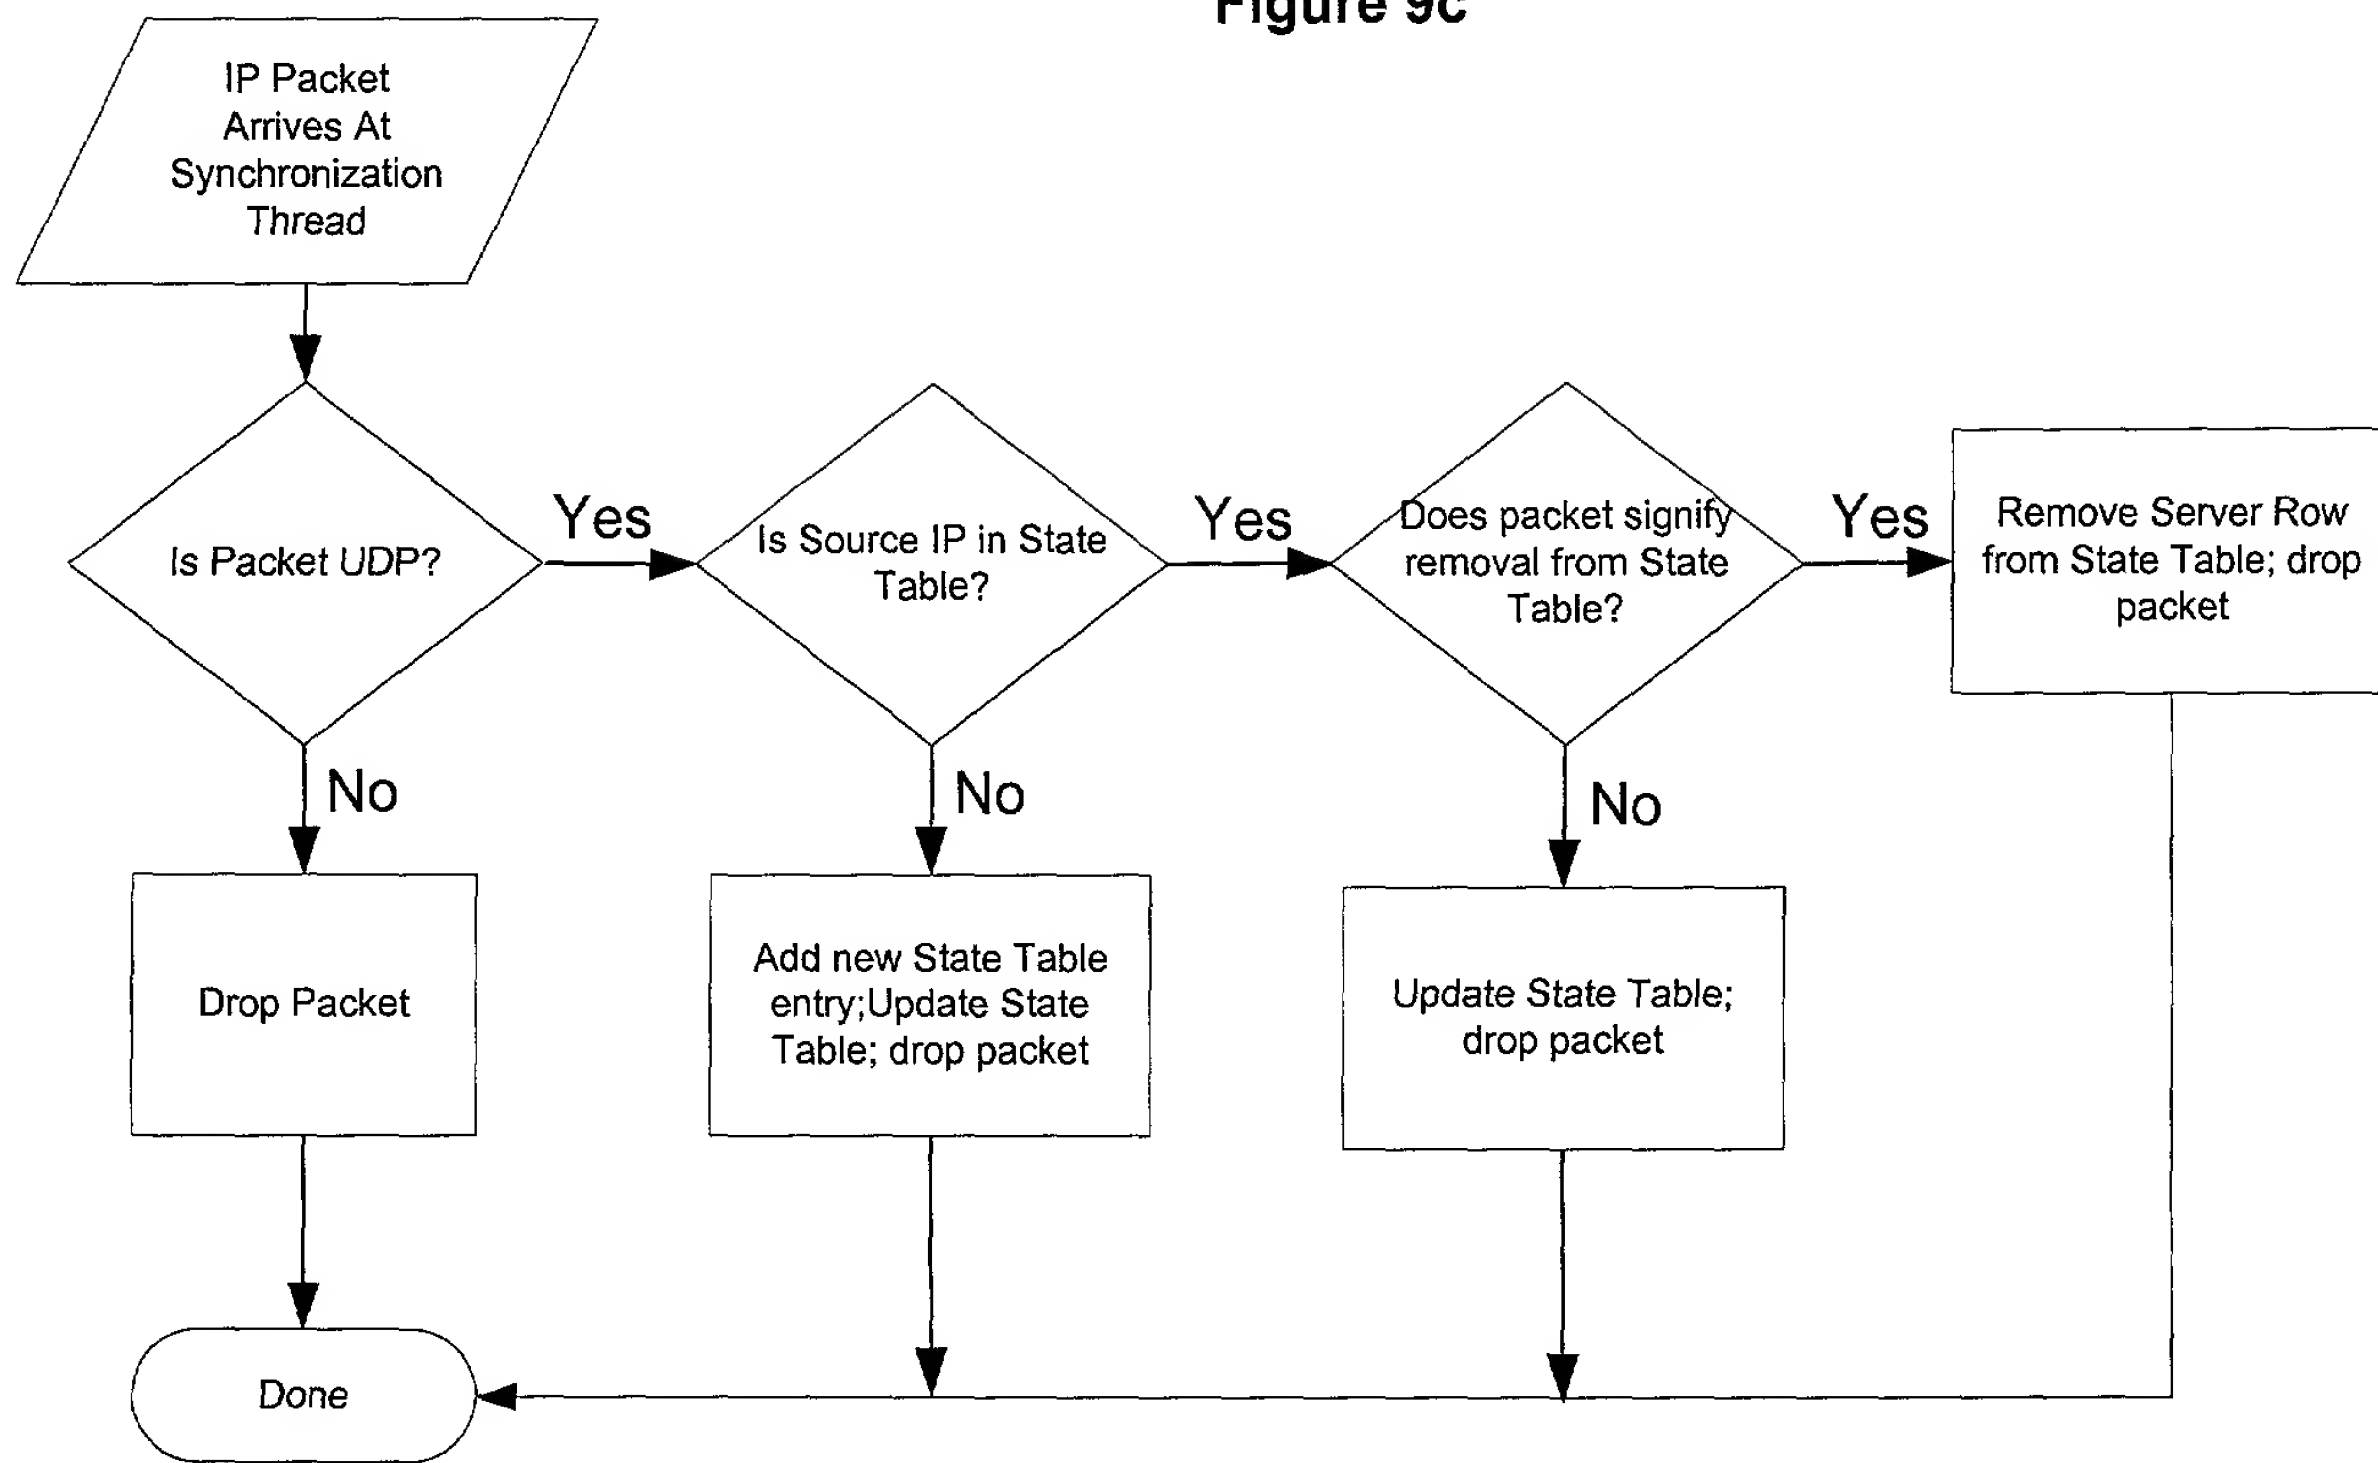 Figure 9c
IP Packet
Arrives At
Synchronization
Thread
Is Packet UDP?
Yes
Is Source IP in State
Table?
Yes
Does packet signify
removal from State
Table?
Yes
Remove Server Row
from State Table; drop
packet
No
No
No
Drop Packet
Add new State Table
entry;Update State
Table; drop packet
Update State Table;
drop packet
Done